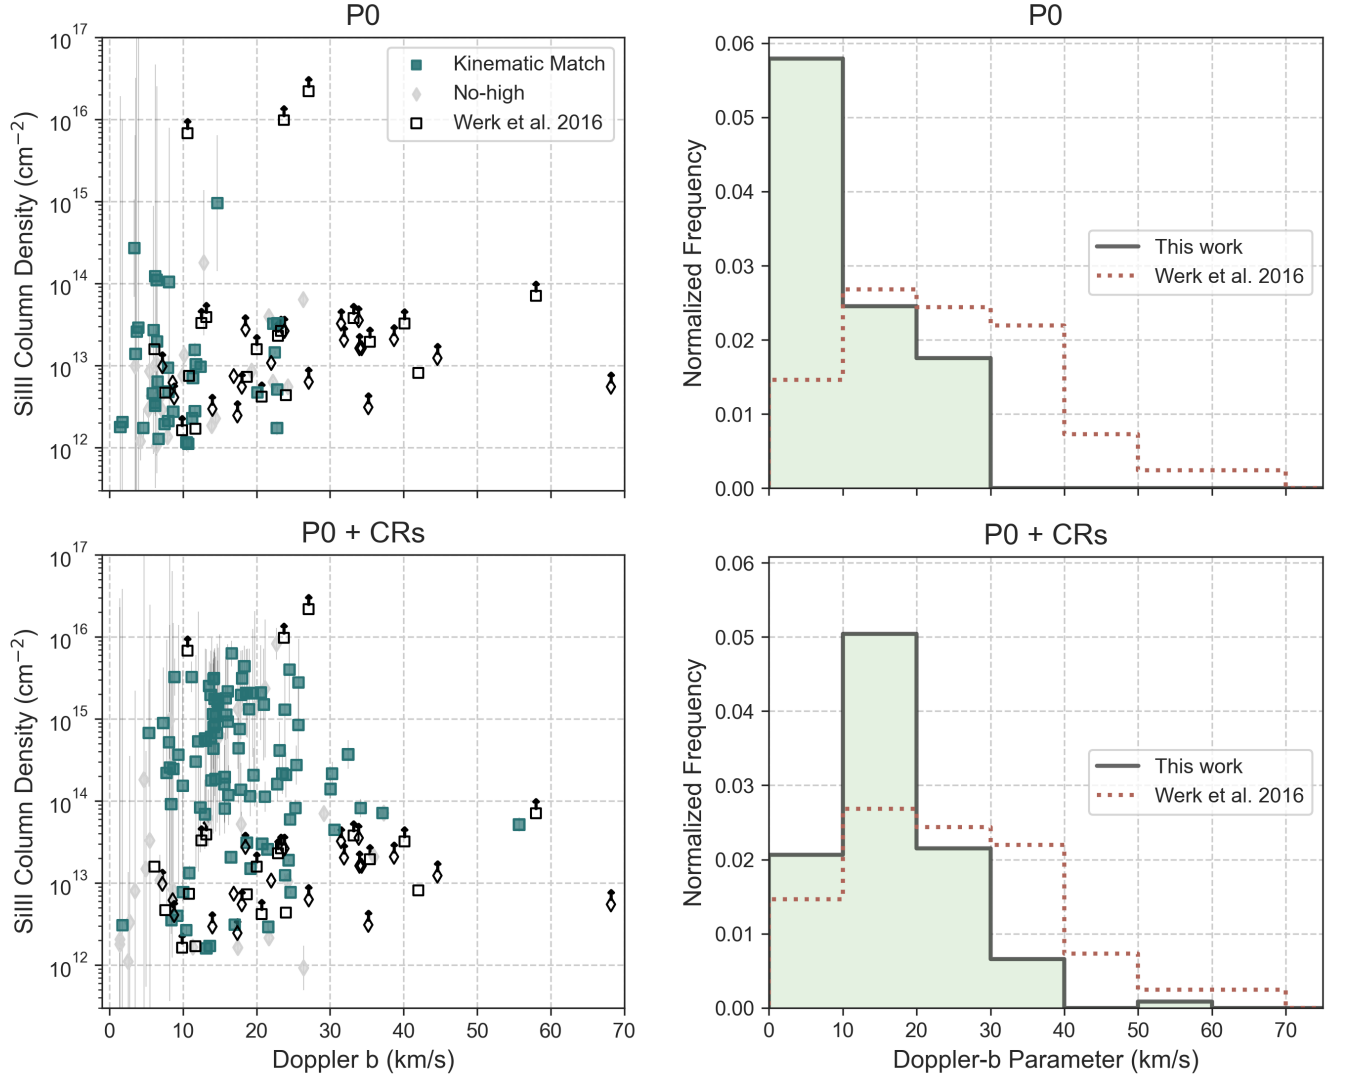 P0
10^17
10^16
10^15
10^14
10^13
10^12
SiIII Column Density (cm^−2)
Kinematic Match
No-high
Werk et al. 2016
P0
0.06
0.05
0.04
0.03
0.02
0.01
0.00
Normalized Frequency
This work
Werk et al. 2016
P0 + CRs
10^17
10^16
10^15
10^14
10^13
10^12
SiIII Column Density (cm^−2)
0 10 20 30 40 50 60 70
Doppler b (km/s)
P0 + CRs
0.06
0.05
0.04
0.03
0.02
0.01
0.00
Normalized Frequency
This work
Werk et al. 2016
0 10 20 30 40 50 60 70
Doppler-b Parameter (km/s)